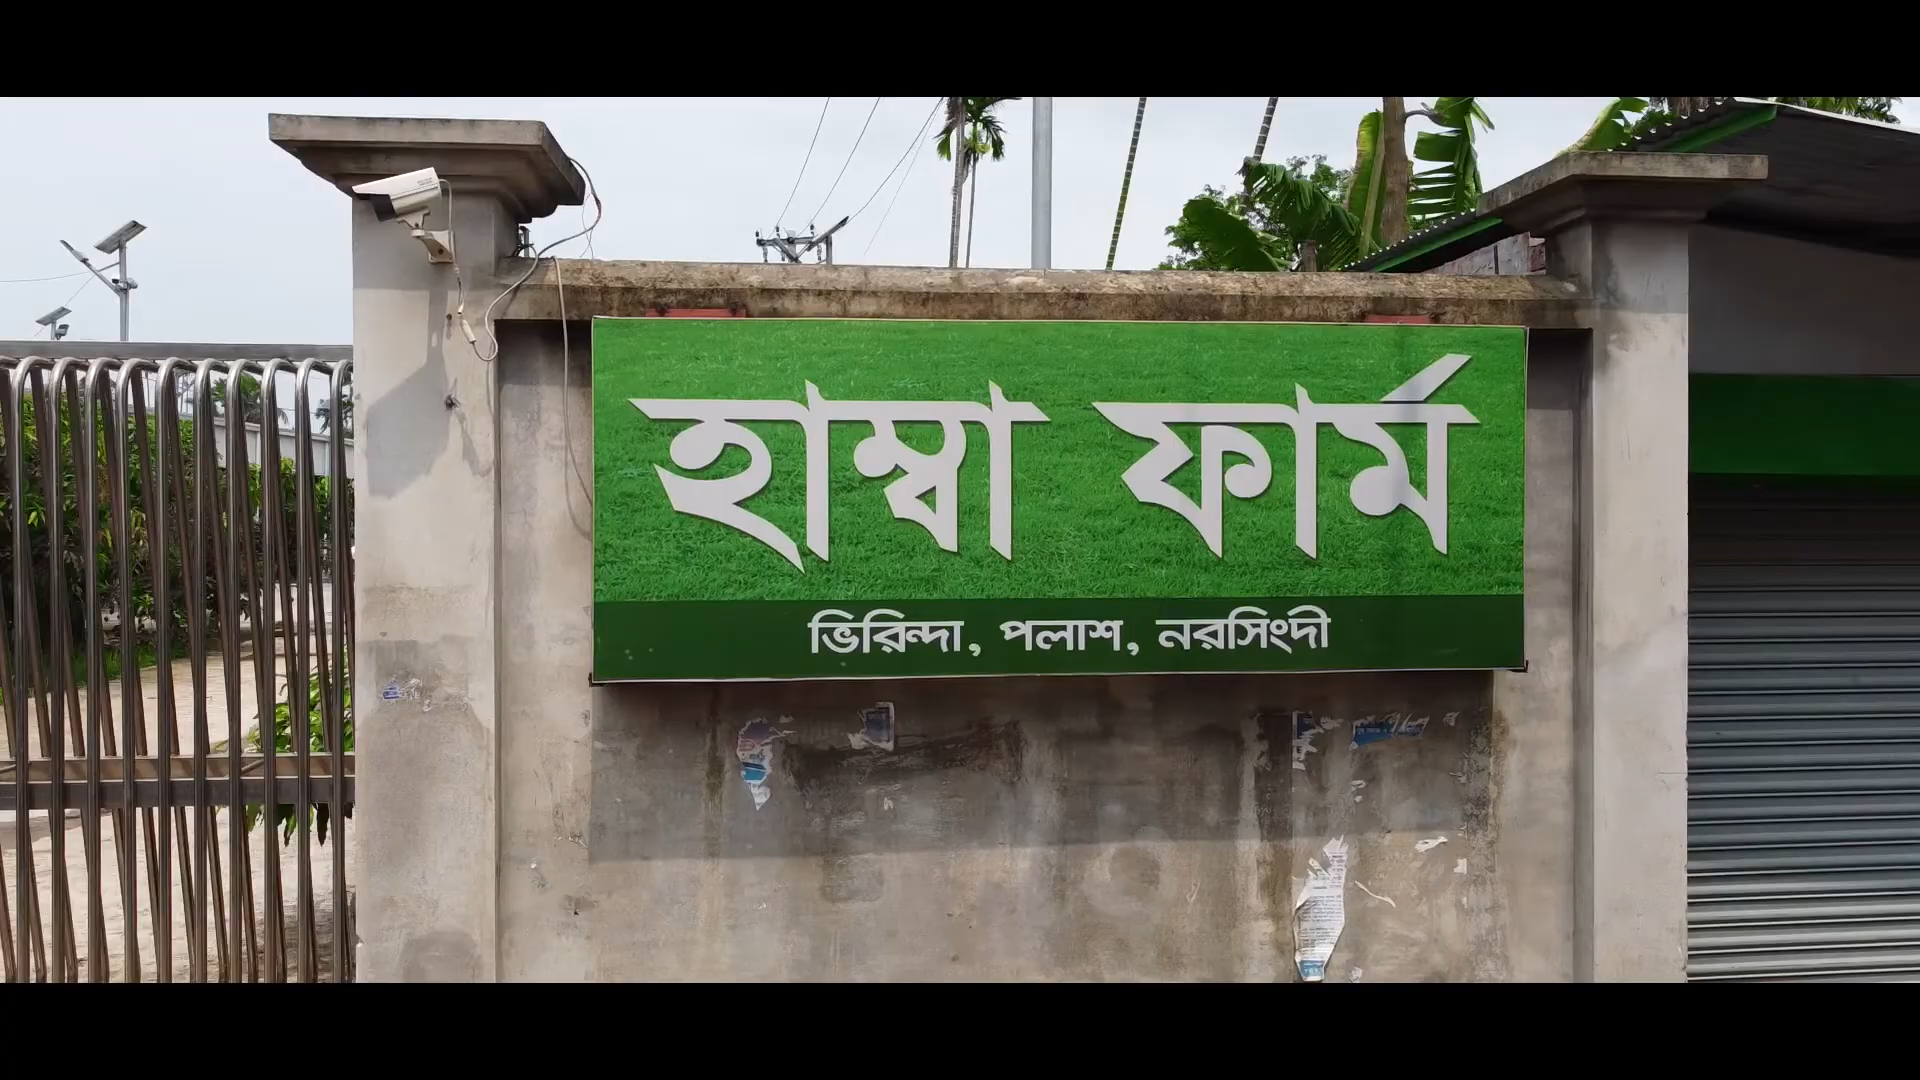 হাম্বা ফার্ম
ভিরিন্দা, পলাশ, নরসিংদী